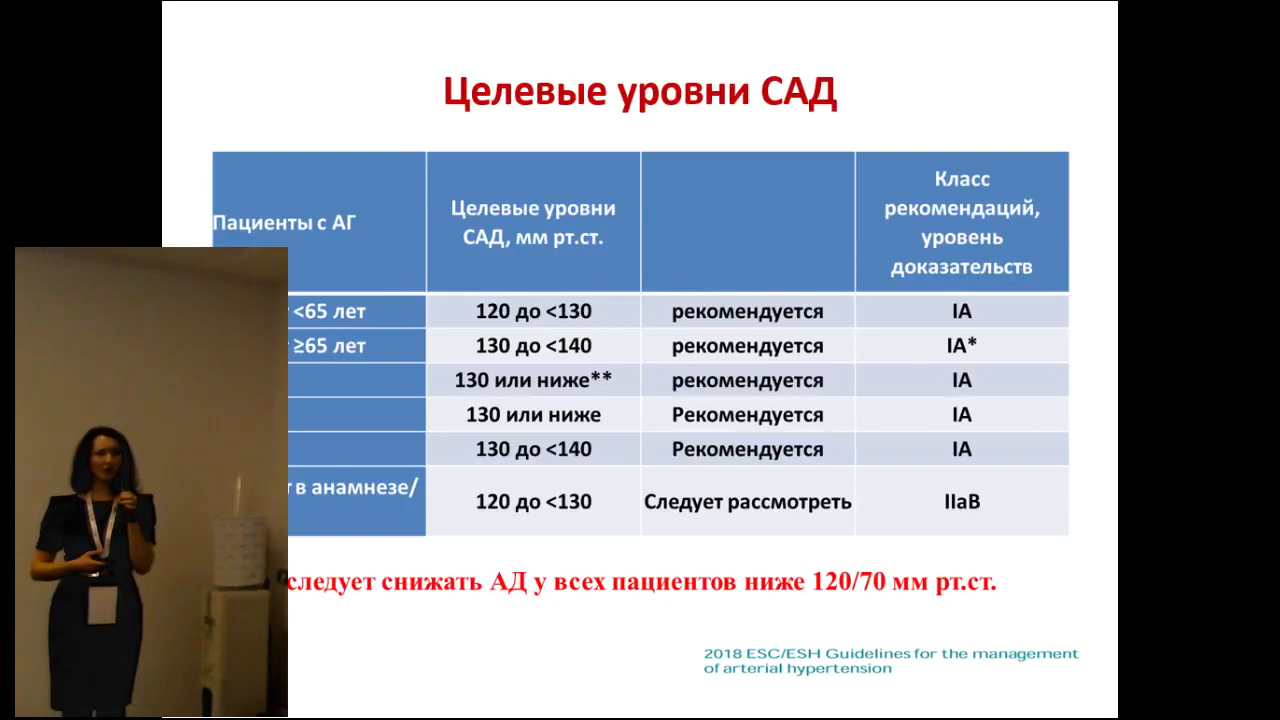 Целевые уровни САД
Пациенты с АГ
Целевые уровни
САД, мм рт.ст.
Класс
рекомендаций,
уровень
доказательств
<65 лет
120 до <130
рекомендуется
IA
≥65 лет
130 до <140
рекомендуется
IA*
130 или ниже**
рекомендуется
IA
130 или ниже
Рекомендуется
IA
130 до <140
Рекомендуется
IA
в анамнезе/
120 до <130
Следует рассмотреть
IIaB
следует снижать АД у всех пациентов ниже 120/70 мм рт.ст.
2018 ESC/ESH Guidelines for the management
of arterial hypertension